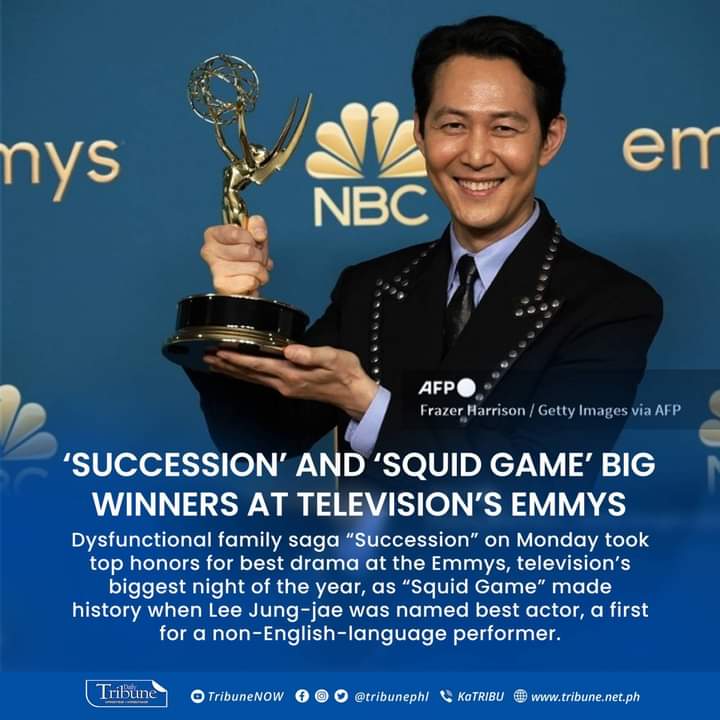 mys
NBC
em
AFP
Frazer Harrison / Getty Images via AFP
‘SUCCESSION’ AND ‘SQUID GAME’ BIG
WINNERS AT TELEVISION’S EMMYS
Dysfunctional family saga “Succession” on Monday took
top honors for best drama at the Emmys, television’s
biggest night of the year, as “Squid Game” made
history when Lee Jung-jae was named best actor, a first
for a non-English-language performer.
Daily
Tribune
TribuneNOW @tribunephl KaTRIBU www.tribune.net.ph